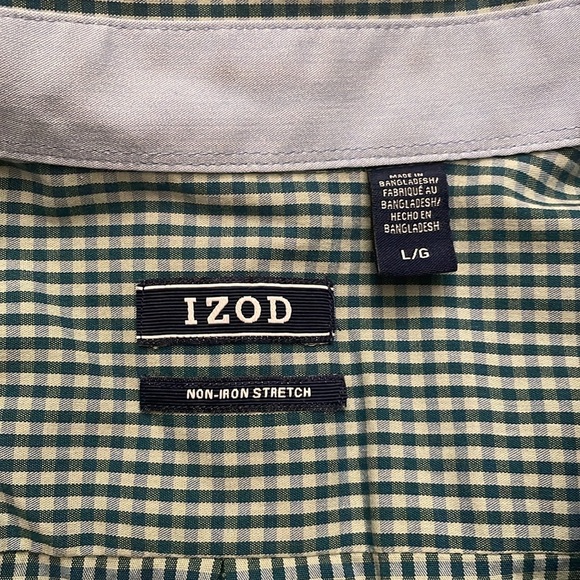 MADE IN
BANGLADESH/
FABRIQUÉ AU
BANGLADESH/
HECHO EN
BANGLADESH
L/G
IZOD
NON-IRON STRETCH